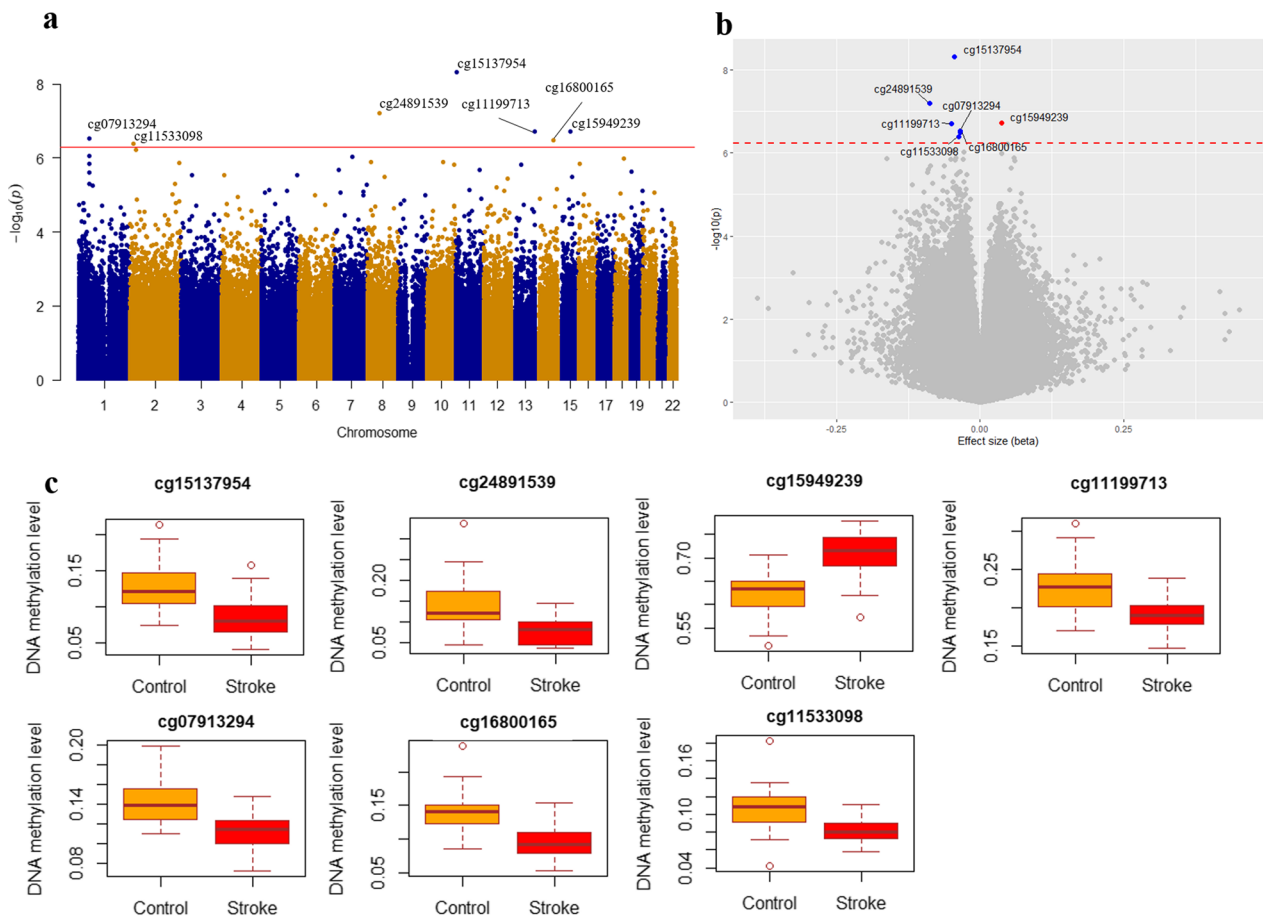 a
cg15137954
cg24891539
cg11199713
cg16800165
cg07913294
cg11533098
cg15949239
−log10(p)
8
6
4
2
0
1 2 3 4 5 6 7 8 9 10 11 12 13 15 17 19 22
Chromosome
b
cg15137954
cg24891539
cg07913294
cg11199713
cg15949239
cg11533098
cg16800165
-log10(p)
8
6
4
2
0
-0.25 0.00 0.25
Effect size (beta)
c
cg15137954
DNA methylation level
0.15
0.05
Control Stroke
cg24891539
DNA methylation level
0.20
0.05
Control Stroke
cg15949239
DNA methylation level
0.70
0.55
Control Stroke
cg11199713
DNA methylation level
0.25
0.15
Control Stroke
cg07913294
DNA methylation level
0.20
0.14
0.08
Control Stroke
cg16800165
DNA methylation level
0.15
0.05
Control Stroke
cg11533098
DNA methylation level
0.16
0.10
0.04
Control Stroke